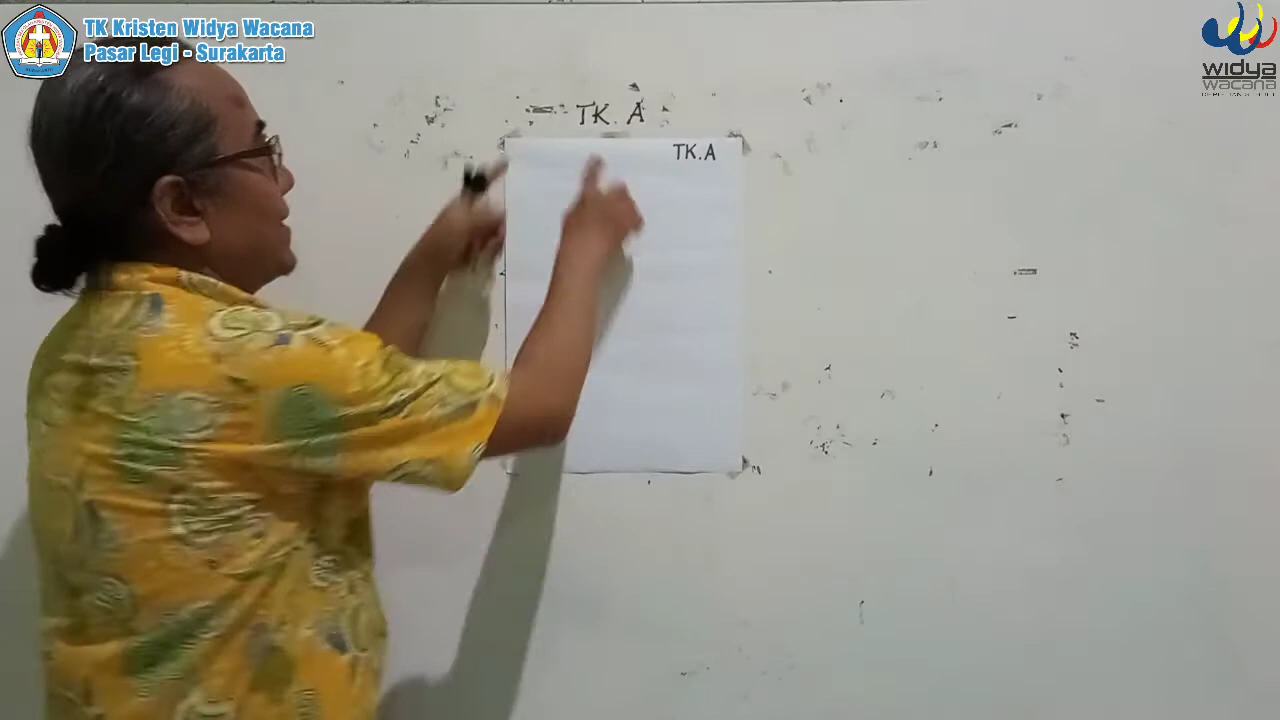 TK Kristen Widya Wacana
Pasar Legi - Surakarta
widya
wacana
TK. A
TK.A